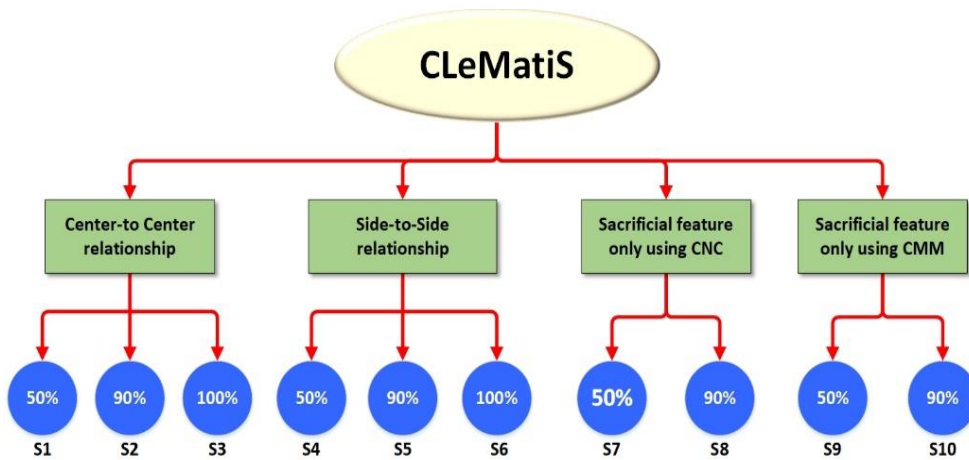 CLeMatiS
Center-to Center
relationship
Side-to-Side
relationship
Sacrificial feature
only using CNC
Sacrificial feature
only using CMM
50%
90%
100%
50%
90%
100%
50%
90%
50%
90%
S1
S2
S3
S4
S5
S6
S7
S8
S9
S10